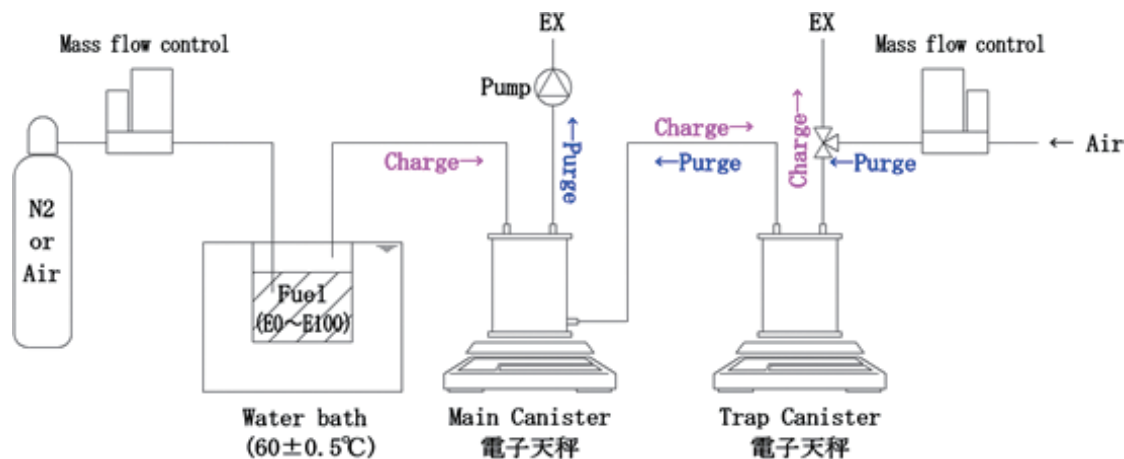 EX
EX
Mass flow control
Mass flow control
Pump
Charge→
←Purge
Charge→
←Purge
Charge→
←Purge
← Air
N2
or
Air
Fuel
(E0～E100)
Water bath
(60±0.5℃)
Main Canister
電子天秤
Trap Canister
電子天秤